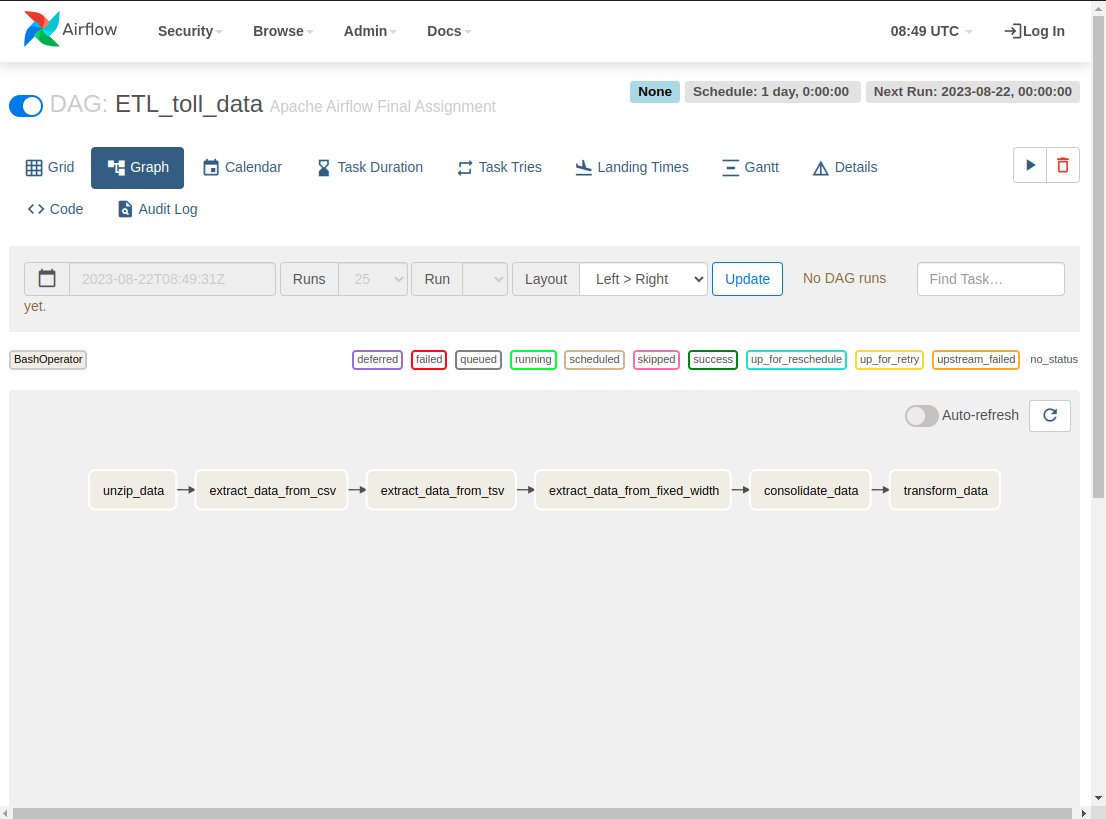 Airflow Security Browse Admin Docs 08:49 UTC Log In
DAG: ETL_toll_data Apache Airflow Final Assignment
None Schedule: 1 day, 0:00:00 Next Run: 2023-08-22, 00:00:00
Grid Graph Calendar Task Duration Task Tries Landing Times Gantt Details
Code Audit Log
2023-08-22T08:49:31Z Runs 25 Run Layout Left > Right Update No DAG runs Find Task...
yet.
BashOperator deferred failed queued running scheduled skipped success up_for_reschedule up_for_retry upstream_failed no_status
Auto-refresh
unzip_data extract_data_from_csv extract_data_from_tsv extract_data_from_fixed_width consolidate_data transform_data